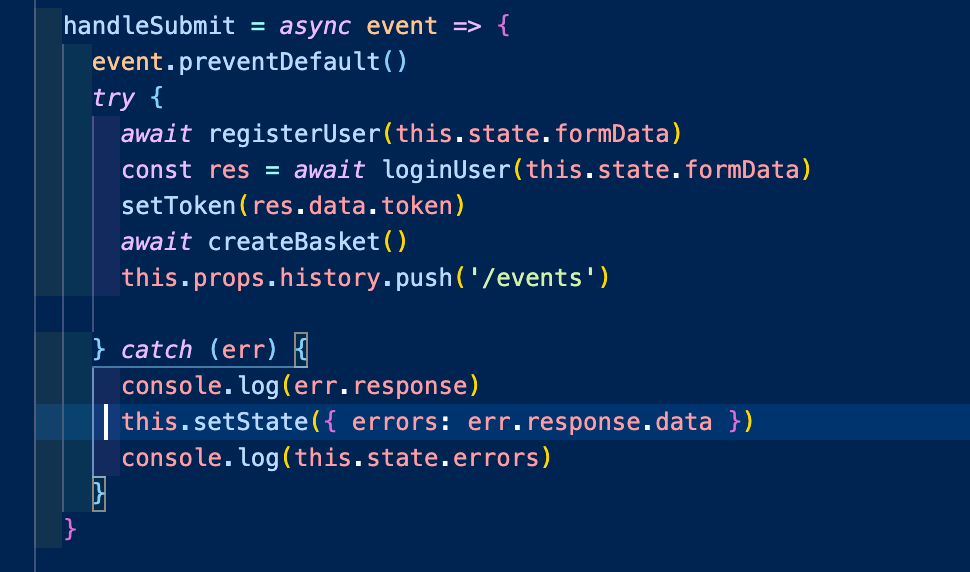 handleSubmit = async event => {
event.preventDefault()
try {
await registerUser(this.state.formData)
const res = await loginUser(this.state.formData)
setToken(res.data.token)
await createBasket()
this.props.history.push('/events')
} catch (err) {
console.log(err.response)
this.setState({ errors: err.response.data })
console.log(this.state.errors)
}
}